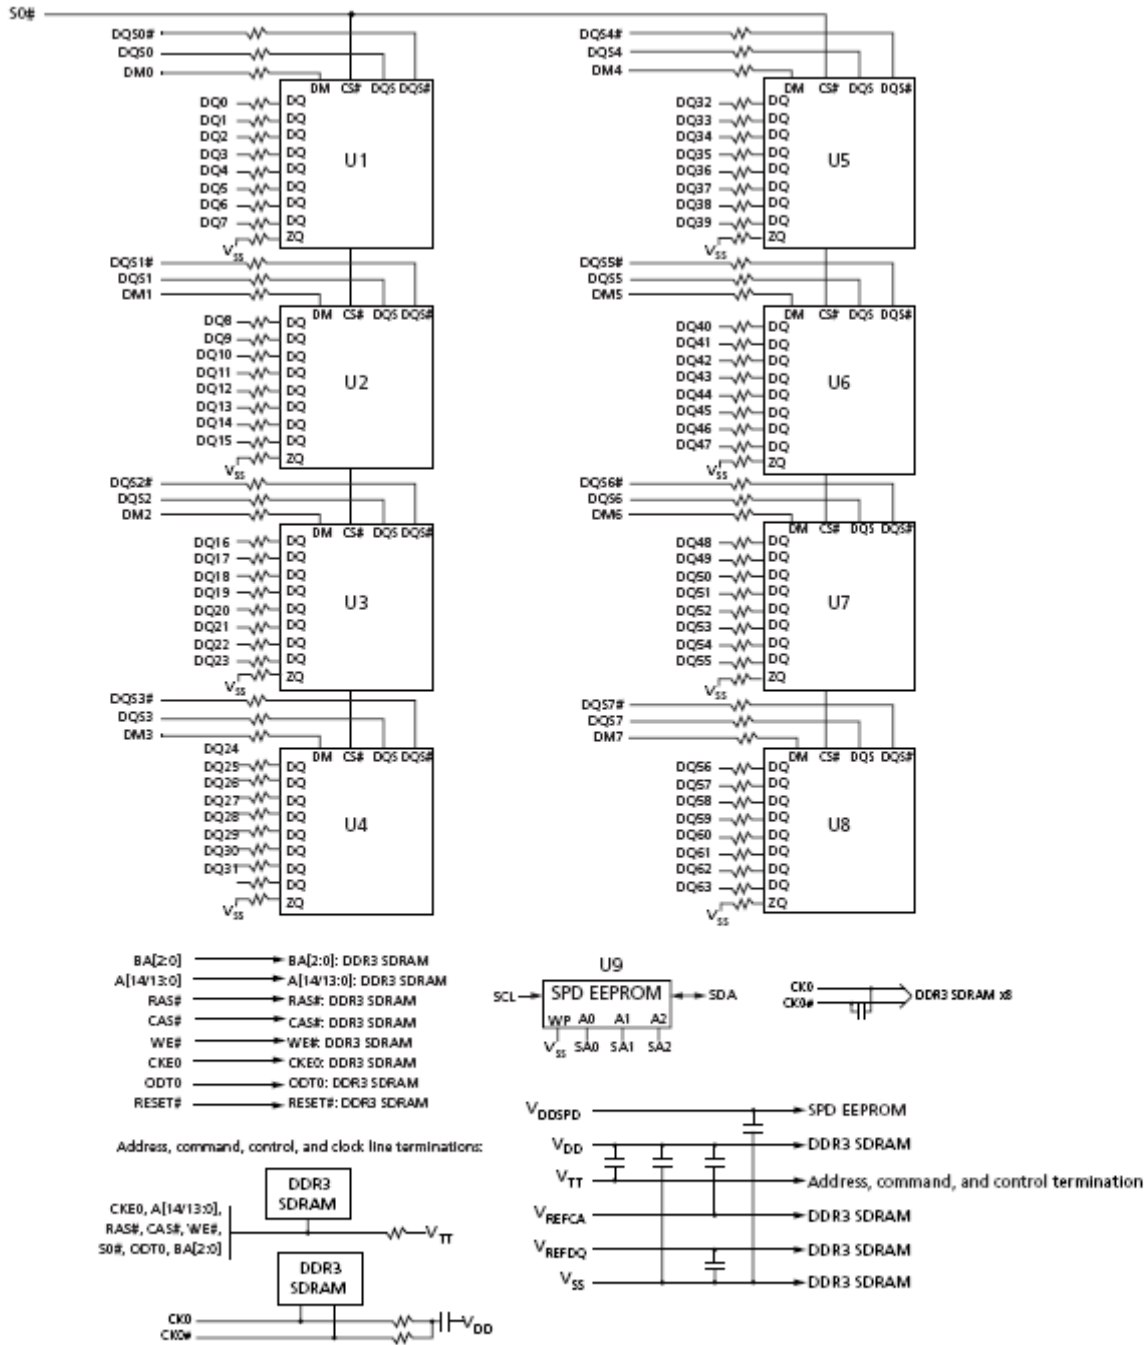 S0#
DQS0#
DQS0
DM0
DM CS# DQS DQS#
DQ0 DQ
DQ1 DQ
DQ2 DQ
DQ3 DQ
DQ4 DQ
DQ5 DQ
DQ6 DQ
DQ7 DQ
VSS ZQ
U1
DQS1#
DQS1
DM1
DM CS# DQS DQS#
DQ8 DQ
DQ9 DQ
DQ10 DQ
DQ11 DQ
DQ12 DQ
DQ13 DQ
DQ14 DQ
DQ15 DQ
VSS ZQ
U2
DQS2#
DQS2
DM2
DM CS# DQS DQS#
DQ16 DQ
DQ17 DQ
DQ18 DQ
DQ19 DQ
DQ20 DQ
DQ21 DQ
DQ22 DQ
DQ23 DQ
VSS ZQ
U3
DQS3#
DQS3
DM3
DM CS# DQS DQS#
DQ24
DQ25 DQ
DQ26 DQ
DQ27 DQ
DQ28 DQ
DQ29 DQ
DQ30 DQ
DQ31 DQ
DQ
VSS ZQ
U4
DQS4#
DQS4
DM4
DM CS# DQS DQS#
DQ32 DQ
DQ33 DQ
DQ34 DQ
DQ35 DQ
DQ36 DQ
DQ37 DQ
DQ38 DQ
DQ39 DQ
VSS ZQ
U5
DQS5#
DQS5
DM5
DM CS# DQS DQS#
DQ40 DQ
DQ41 DQ
DQ42 DQ
DQ43 DQ
DQ44 DQ
DQ45 DQ
DQ46 DQ
DQ47 DQ
VSS ZQ
U6
DQS6#
DQS6
DM6
DM CS# DQS DQS#
DQ48 DQ
DQ49 DQ
DQ50 DQ
DQ51 DQ
DQ52 DQ
DQ53 DQ
DQ54 DQ
DQ55 DQ
VSS ZQ
U7
DQS7#
DQS7
DM7
DM CS# DQS DQS#
DQ56 DQ
DQ57 DQ
DQ58 DQ
DQ59 DQ
DQ60 DQ
DQ61 DQ
DQ62 DQ
DQ63 DQ
VSS ZQ
U8
BA[2:0] BA[2:0]: DDR3 SDRAM
A[14/13:0] A[14/13:0]: DDR3 SDRAM
RAS# RAS#: DDR3 SDRAM
CAS# CAS#: DDR3 SDRAM
WE# WE#: DDR3 SDRAM
CKE0 CKE0: DDR3 SDRAM
ODT0 ODT0: DDR3 SDRAM
RESET# RESET#: DDR3 SDRAM
U9
SCL SPD EEPROM SDA
WP A0 A1 A2
VSS SA0 SA1 SA2
CK0
CK0#
DDR3 SDRAM x8
Address, command, control, and clock line terminations:
DDR3
SDRAM
CKE0, A[14/13:0],
RAS#, CAS#, WE#,
S0#, ODT0, BA[2:0]
VTT
DDR3
SDRAM
CK0
CK0#
VDD
VDDSPD SPD EEPROM
VDD DDR3 SDRAM
VTT Address, command, and control termination
VREFCA DDR3 SDRAM
VREFDQ DDR3 SDRAM
VSS DDR3 SDRAM